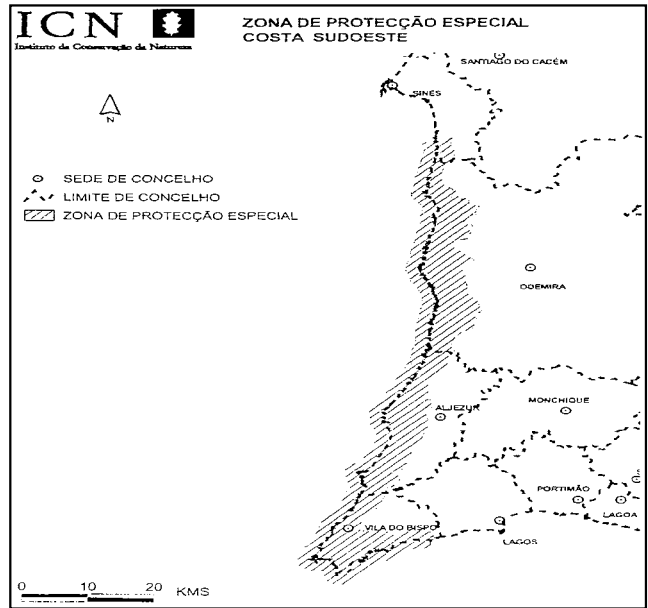 ICN
Instituto da Conservação da Natureza
ZONA DE PROTECÇÃO ESPECIAL
COSTA SUDOESTE
SANTIAGO DO CACÉM
SINES
N
SEDE DE CONCELHO
LIMITE DE CONCELHO
ZONA DE PROTECÇÃO ESPECIAL
ODEMIRA
ALJEZUR
MONCHIQUE
PORTIMÃO
LAGOA
VILA DO BISPO
LAGOS
0 10 20 KMS